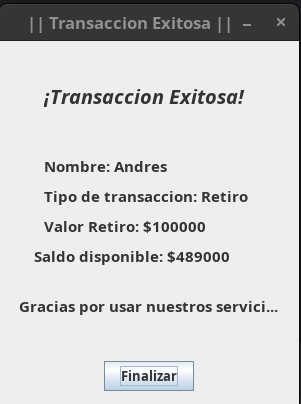 || Transaccion Exitosa ||
¡Transaccion Exitosa!
Nombre: Andres
Tipo de transaccion: Retiro
Valor Retiro: $100000
Saldo disponible: $489000
Gracias por usar nuestros servici...
Finalizar